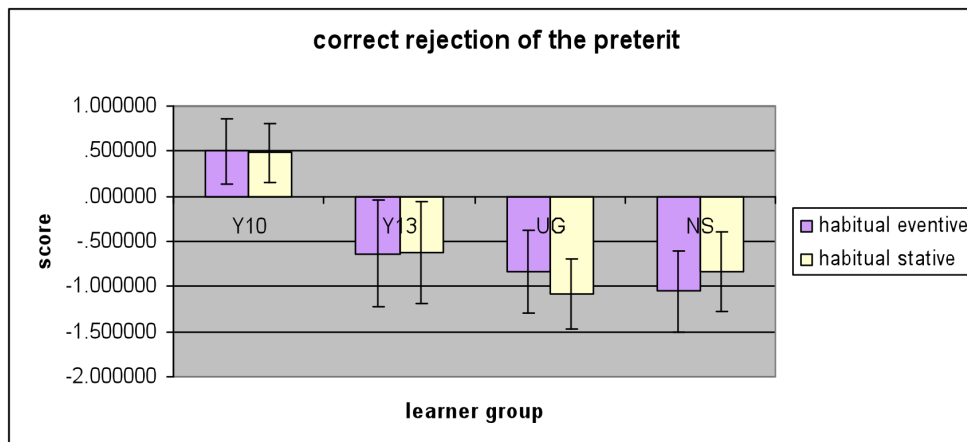 correct rejection of the preterit
1.000000
.500000
.000000
-.500000
-1.000000
-1.500000
-2.000000
score
Y10
Y13
UG
NS
learner group
habitual eventive
habitual stative